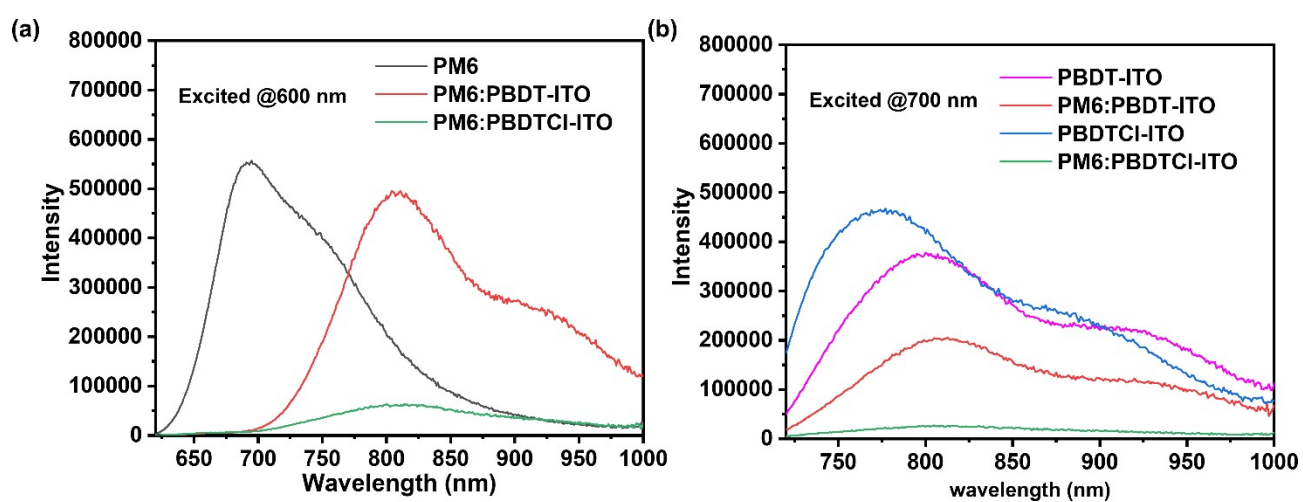 (a)
800000
700000
600000
500000
400000
300000
200000
100000
0
Intensity
650 700 750 800 850 900 950 1000
Wavelength (nm)
Excited @600 nm
PM6
PM6:PBDT-ITO
PM6:PBDTCl-ITO
(b)
800000
700000
600000
500000
400000
300000
200000
100000
0
Intensity
750 800 850 900 950 1000
wavelength (nm)
Excited @700 nm
PBDT-ITO
PM6:PBDT-ITO
PBDTCl-ITO
PM6:PBDTCl-ITO